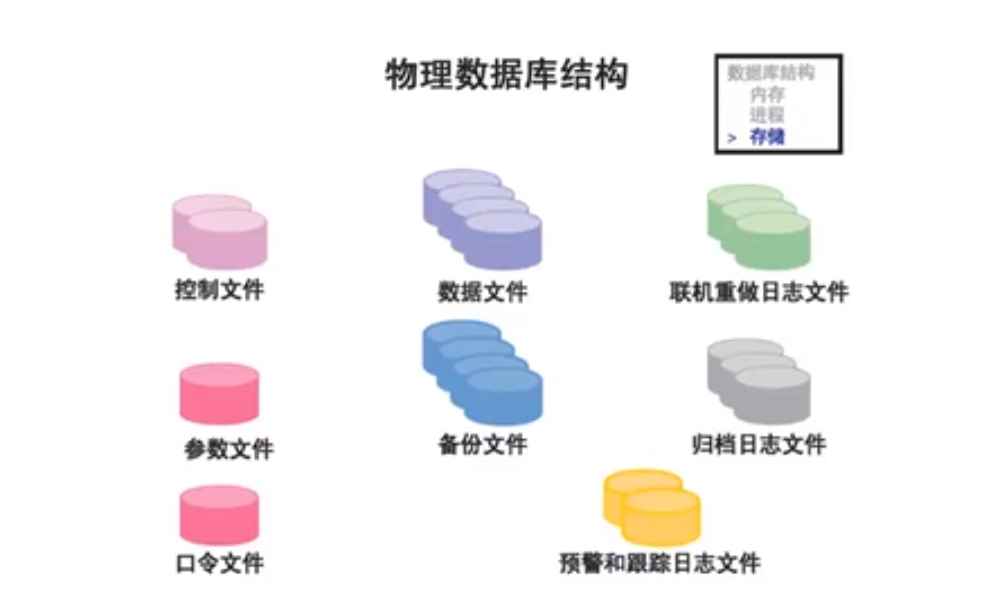 物理数据库结构
数据库结构
内存
进程
> 存储
控制文件
数据文件
联机重做日志文件
参数文件
备份文件
归档日志文件
口令文件
预警和跟踪日志文件